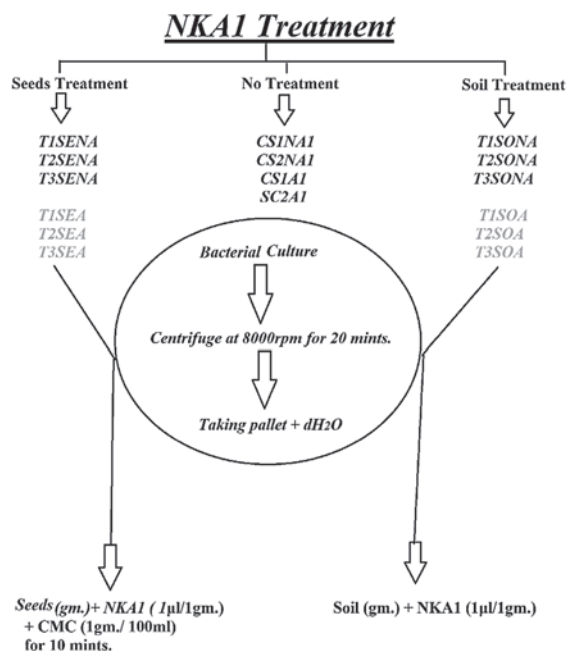 NKA1 Treatment
Seeds Treatment
No Treatment
Soil Treatment
T1SENA
T2SENA
T3SENA
T1SEA
T2SEA
T3SEA
CS1NA1
CS2NA1
CS1A1
SC2A1
T1SONA
T2SONA
T3SONA
T1SOA
T2SOA
T3SOA
Bacterial Culture
Centrifuge at 8000rpm for 20 mints.
Taking pallet + dH2O
Seeds (gm.) + NKA1 ( 1µl/1gm.)
+ CMC (1gm./ 100ml)
for 10 mints.
Soil (gm.) + NKA1 (1µl/1gm.)